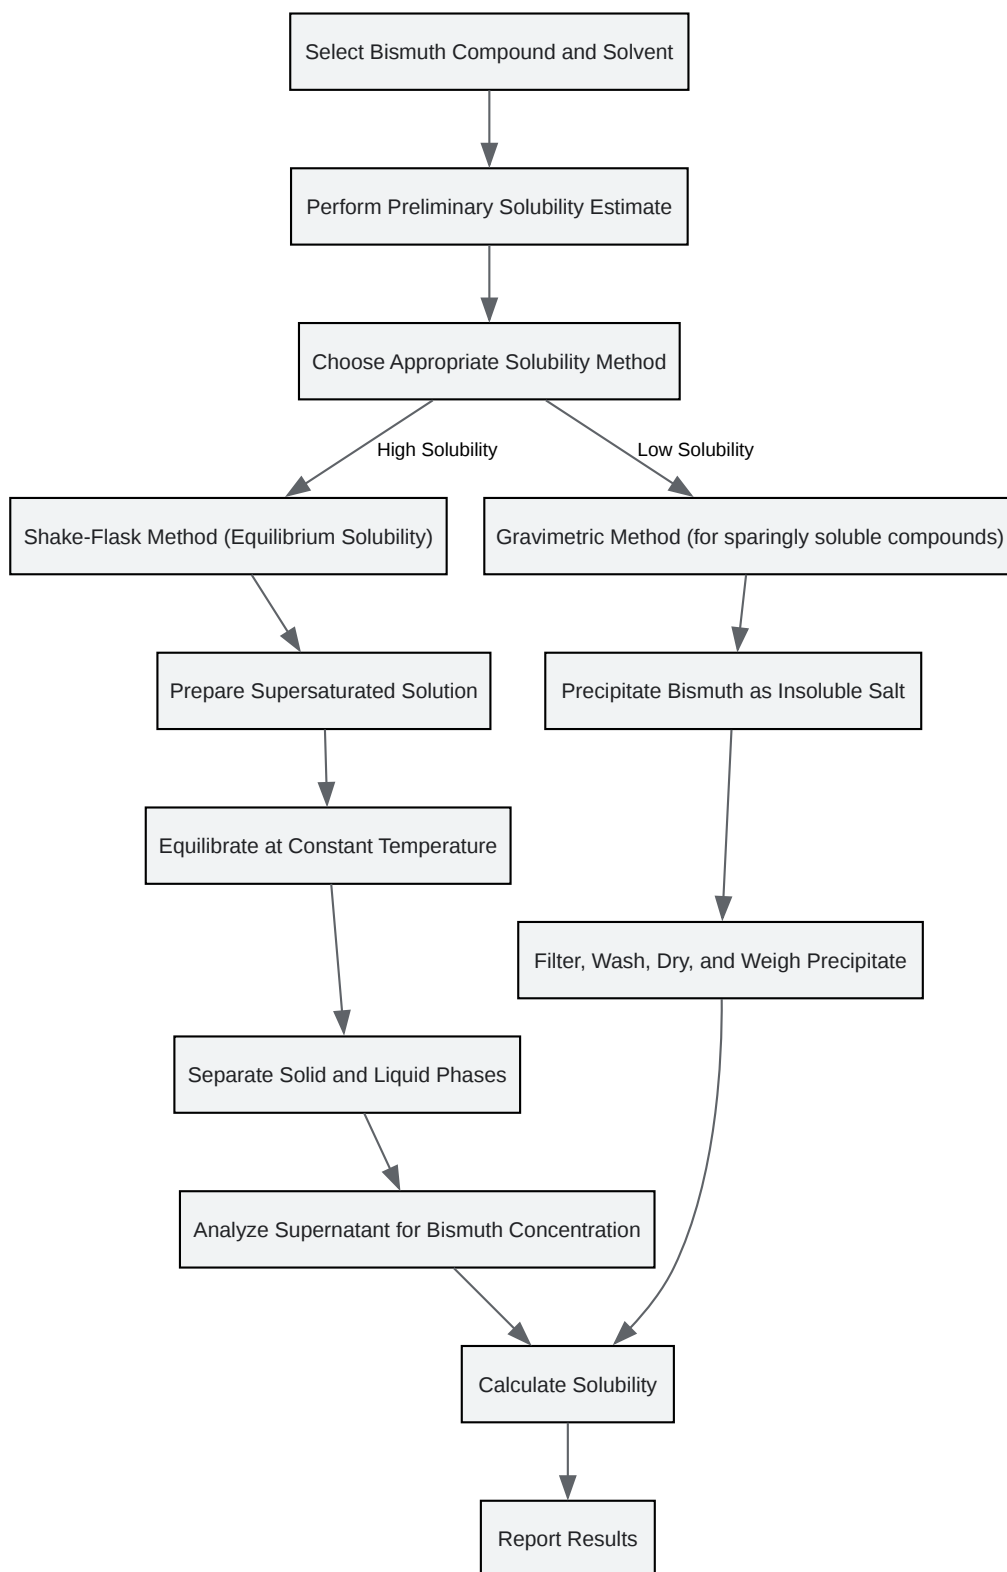 Select Bismuth Compound and Solvent
Perform Preliminary Solubility Estimate
Choose Appropriate Solubility Method
High Solubility
Low Solubility
Shake-Flask Method (Equilibrium Solubility)
Gravimetric Method (for sparingly soluble compounds)
Prepare Supersaturated Solution
Precipitate Bismuth as Insoluble Salt
Equilibrate at Constant Temperature
Filter, Wash, Dry, and Weigh Precipitate
Separate Solid and Liquid Phases
Analyze Supernatant for Bismuth Concentration
Calculate Solubility
Report Results